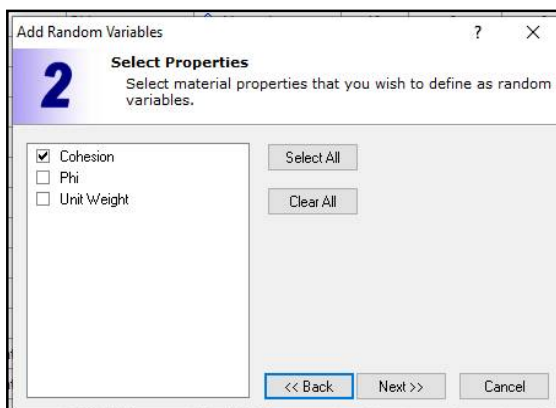 Add Random Variables
?
2
Select Properties
Select material properties that you wish to define as random
variables.
Cohesion
Phi
Unit Weight
Select All
Clear All
<< Back
Next >>
Cancel